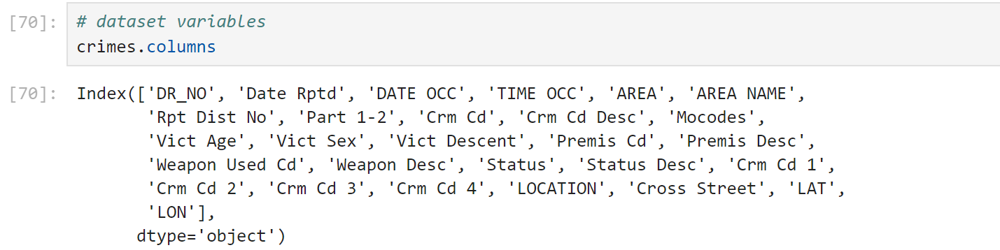 [70]: # dataset variables
crimes.columns
[70]: Index(['DR_NO', 'Date Rptd', 'DATE OCC', 'TIME OCC', 'AREA', 'AREA NAME',
'Rpt Dist No', 'Part 1-2', 'Crm Cd', 'Crm Cd Desc', 'Mocodes',
'Vict Age', 'Vict Sex', 'Vict Descent', 'Premis Cd', 'Premis Desc',
'Weapon Used Cd', 'Weapon Desc', 'Status', 'Status Desc', 'Crm Cd 1',
'Crm Cd 2', 'Crm Cd 3', 'Crm Cd 4', 'LOCATION', 'Cross Street', 'LAT',
'LON'],
dtype='object')